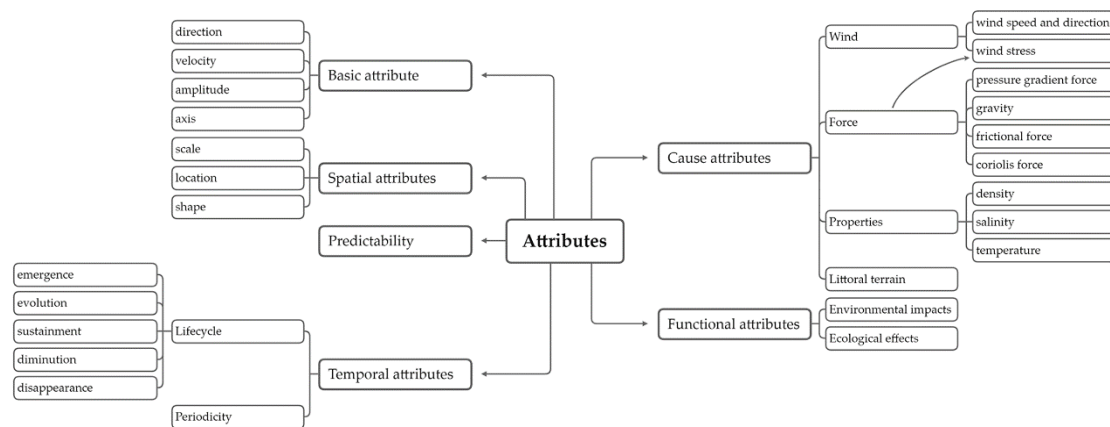 direction
velocity
amplitude
axis
Basic attribute
scale
location
shape
Spatial attributes
Predictability
emergence
evolution
sustainment
diminution
disappearance
Lifecycle
Periodicity
Temporal attributes
Attributes
Cause attributes
Wind
wind speed and direction
wind stress
Force
pressure gradient force
gravity
frictional force
coriolis force
Properties
density
salinity
temperature
Littoral terrain
Functional attributes
Environmental impacts
Ecological effects